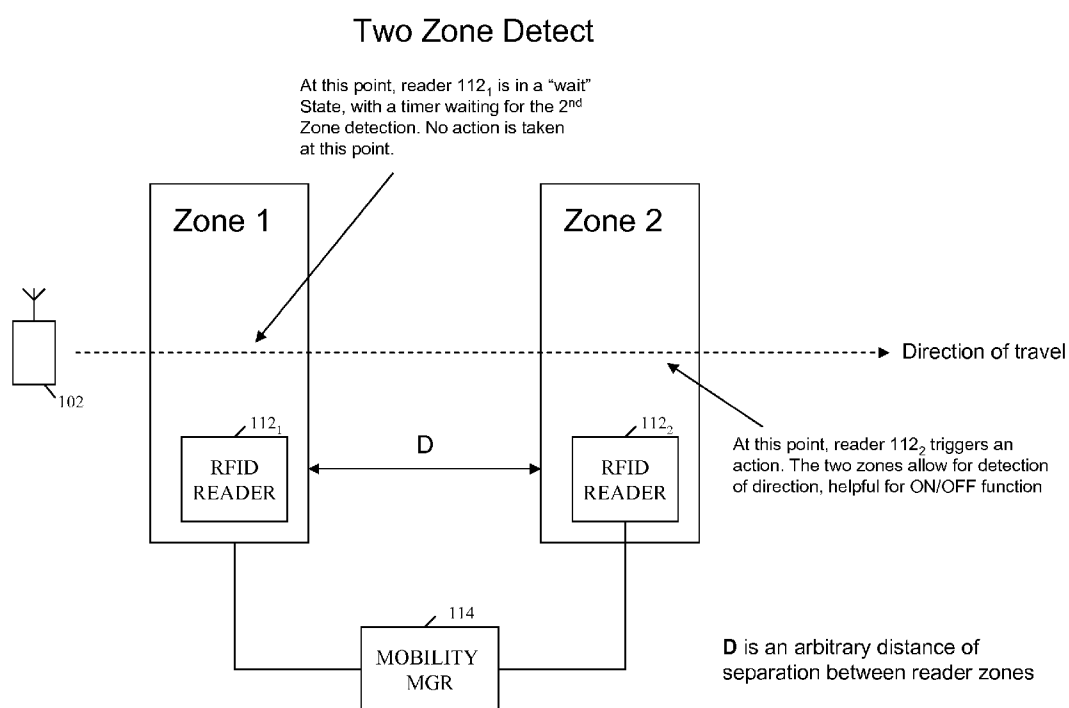 Two Zone Detect
At this point, reader 112₁ is in a “wait”
State, with a timer waiting for the 2ⁿᵈ
Zone detection. No action is taken
at this point.
Zone 1
Zone 2
Direction of travel
102
112₁
RFID
READER
D
112₂
RFID
READER
At this point, reader 112₂ triggers an
action. The two zones allow for detection
of direction, helpful for ON/OFF function
114
MOBILITY
MGR
D is an arbitrary distance of
separation between reader zones